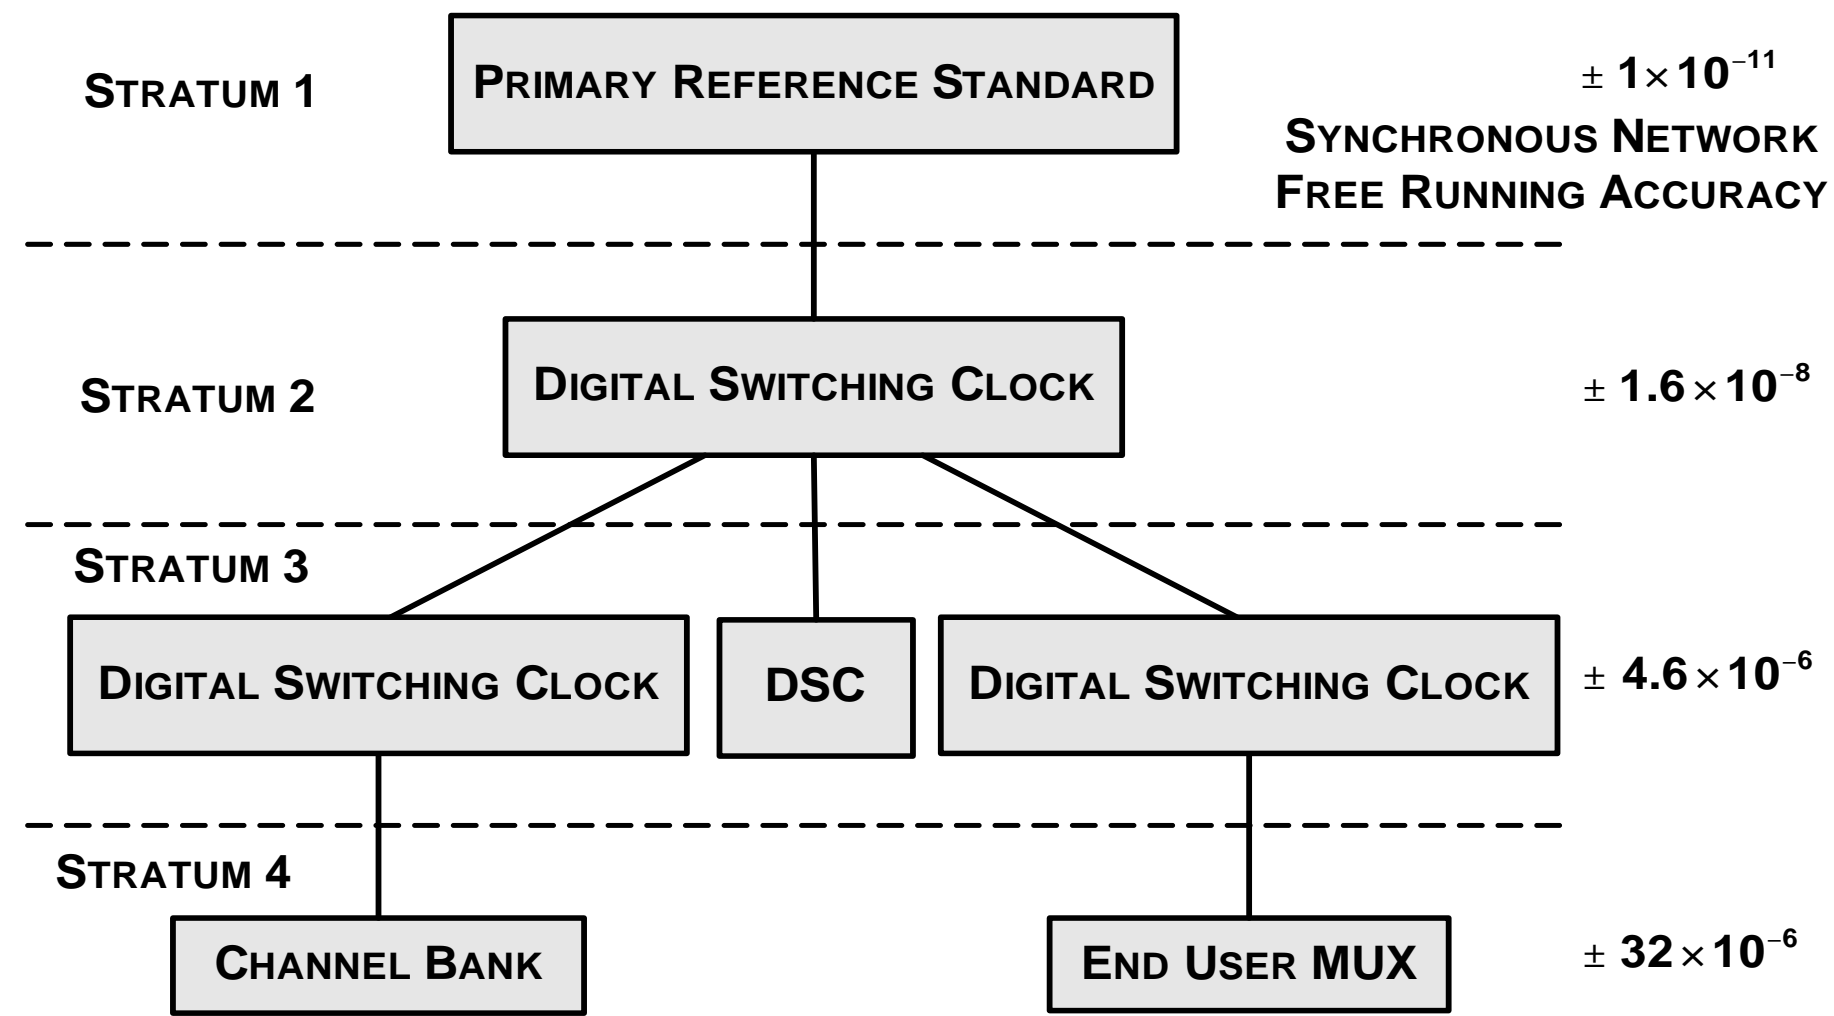 STRATUM 1
PRIMARY REFERENCE STANDARD
± 1×10⁻¹¹
SYNCHRONOUS NETWORK
FREE RUNNING ACCURACY
STRATUM 2
DIGITAL SWITCHING CLOCK
± 1.6×10⁻⁸
STRATUM 3
DIGITAL SWITCHING CLOCK
DSC
DIGITAL SWITCHING CLOCK
± 4.6×10⁻⁶
STRATUM 4
CHANNEL BANK
END USER MUX
± 32×10⁻⁶